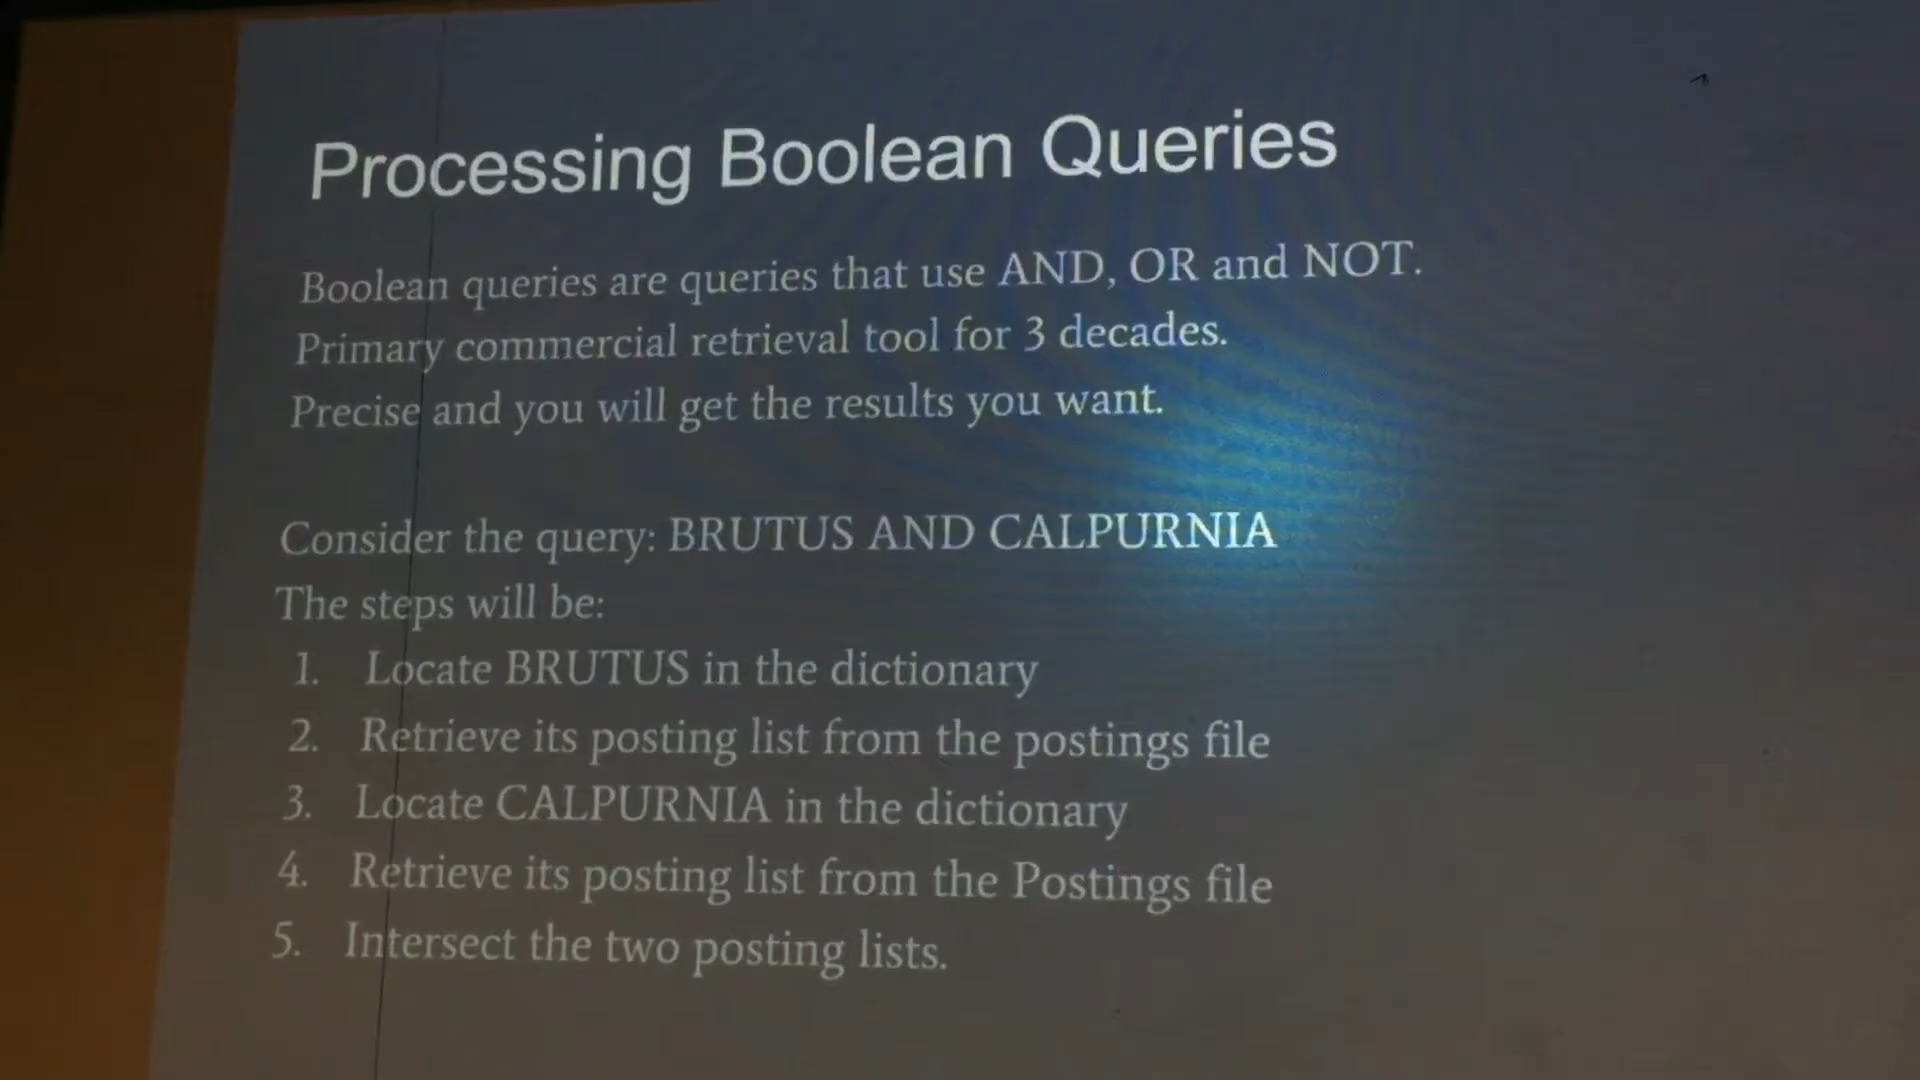 Processing Boolean Queries
Boolean queries are queries that use AND, OR and NOT.
Primary commercial retrieval tool for 3 decades.
Precise and you will get the results you want.
Consider the query: BRUTUS AND CALPURNIA
The steps will be:
1. Locate BRUTUS in the dictionary
2. Retrieve its posting list from the postings file
3. Locate CALPURNIA in the dictionary
4. Retrieve its posting list from the Postings file
5. Intersect the two posting lists.